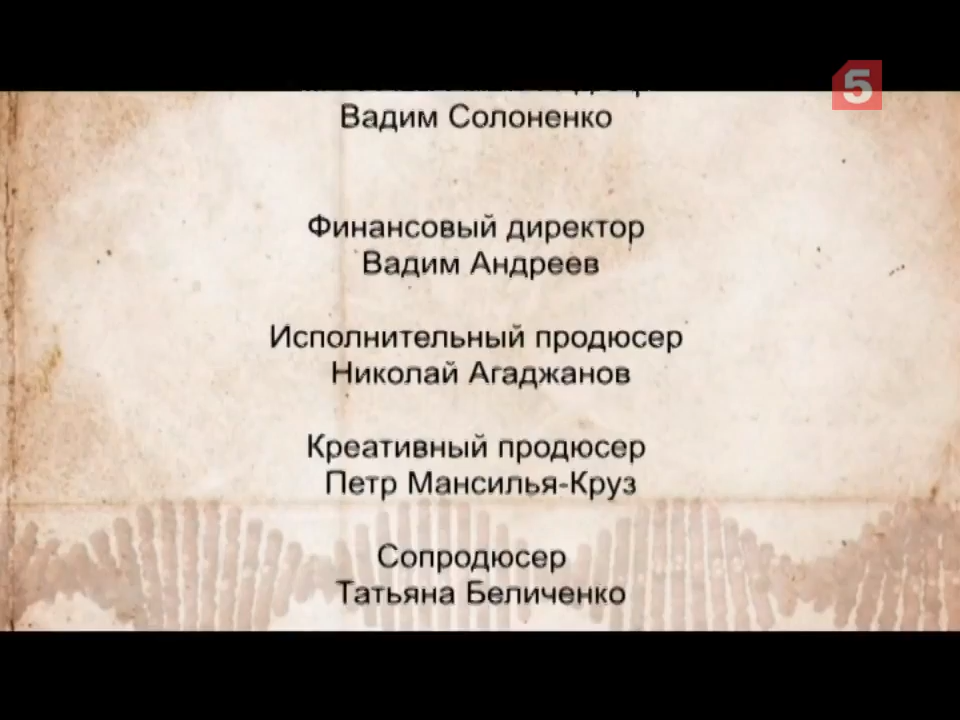 5
Вадим Солоненко
Финансовый директор
Вадим Андреев
Исполнительный продюсер
Николай Агаджанов
Креативный продюсер
Петр Мансилья-Круз
Сопродюсер
Татьяна Беличенко